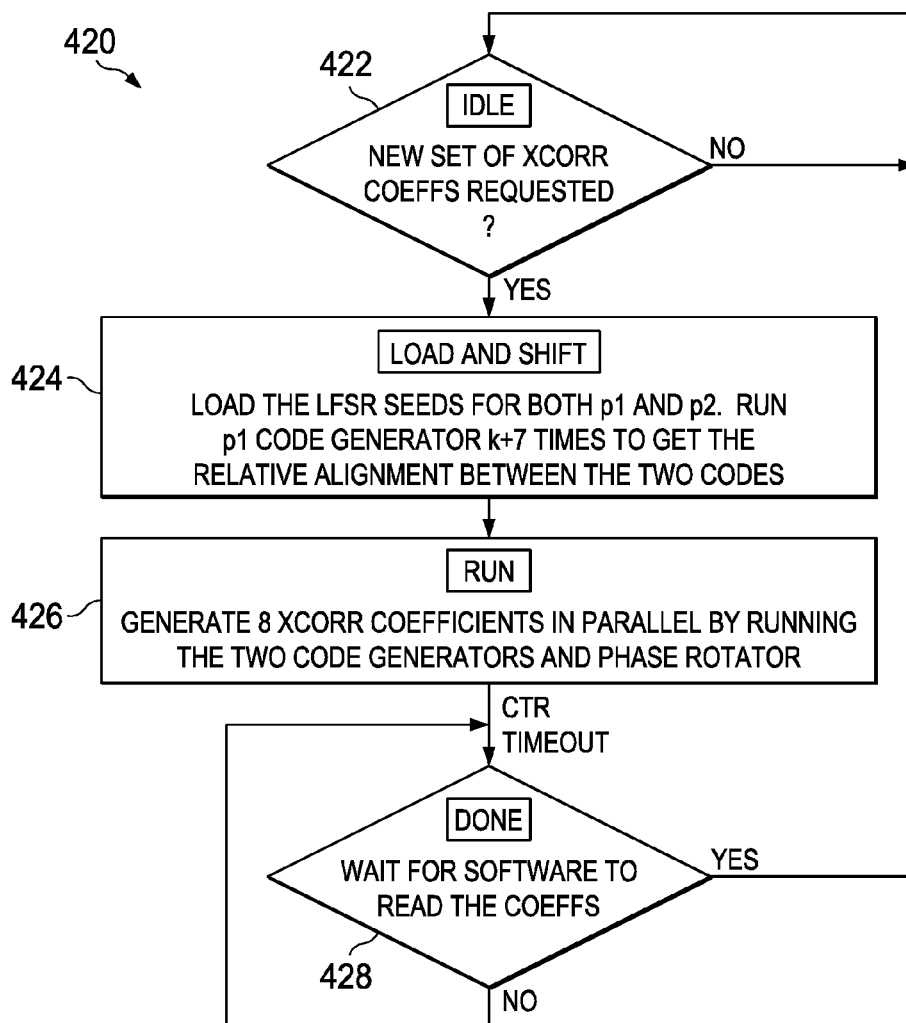 420
422
IDLE
NEW SET OF XCORR
COEFFS REQUESTED
?
NO
YES
424
LOAD AND SHIFT
LOAD THE LFSR SEEDS FOR BOTH p1 AND p2. RUN
p1 CODE GENERATOR k+7 TIMES TO GET THE
RELATIVE ALIGNMENT BETWEEN THE TWO CODES
426
RUN
GENERATE 8 XCORR COEFFICIENTS IN PARALLEL BY RUNNING
THE TWO CODE GENERATORS AND PHASE ROTATOR
CTR
TIMEOUT
DONE
WAIT FOR SOFTWARE TO
READ THE COEFFS
YES
428
NO